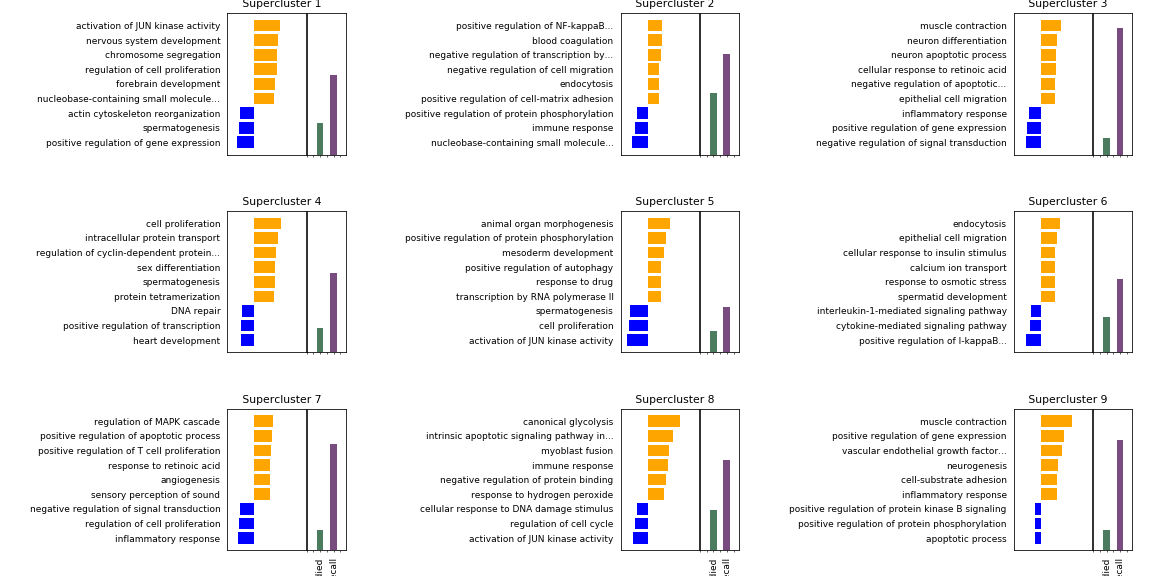 Supercluster 1
activation of JUN kinase activity
nervous system development
chromosome segregation
regulation of cell proliferation
forebrain development
nucleobase-containing small molecule...
actin cytoskeleton reorganization
spermatogenesis
positive regulation of gene expression
Supercluster 2
positive regulation of NF-kappaB...
blood coagulation
negative regulation of transcription by...
negative regulation of cell migration
endocytosis
positive regulation of cell-matrix adhesion
positive regulation of protein phosphorylation
immune response
nucleobase-containing small molecule...
Supercluster 3
muscle contraction
neuron differentiation
neuron apoptotic process
cellular response to retinoic acid
negative regulation of apoptotic...
epithelial cell migration
inflammatory response
positive regulation of gene expression
negative regulation of signal transduction
Supercluster 4
cell proliferation
intracellular protein transport
regulation of cyclin-dependent protein...
sex differentiation
spermatogenesis
protein tetramerization
DNA repair
positive regulation of transcription
heart development
Supercluster 5
animal organ morphogenesis
positive regulation of protein phosphorylation
mesoderm development
positive regulation of autophagy
response to drug
transcription by RNA polymerase II
spermatogenesis
cell proliferation
activation of JUN kinase activity
Supercluster 6
endocytosis
epithelial cell migration
cellular response to insulin stimulus
calcium ion transport
response to osmotic stress
spermatid development
interleukin-1-mediated signaling pathway
cytokine-mediated signaling pathway
positive regulation of I-kappaB...
Supercluster 7
regulation of MAPK cascade
positive regulation of apoptotic process
positive regulation of T cell proliferation
response to retinoic acid
angiogenesis
sensory perception of sound
negative regulation of signal transduction
regulation of cell proliferation
inflammatory response
Supercluster 8
canonical glycolysis
intrinsic apoptotic signaling pathway in...
myoblast fusion
immune response
negative regulation of protein binding
response to hydrogen peroxide
cellular response to DNA damage stimulus
regulation of cell cycle
activation of JUN kinase activity
Supercluster 9
muscle contraction
positive regulation of gene expression
vascular endothelial growth factor...
neurogenesis
cell-substrate adhesion
inflammatory response
positive regulation of protein kinase B signaling
positive regulation of protein phosphorylation
apoptotic process